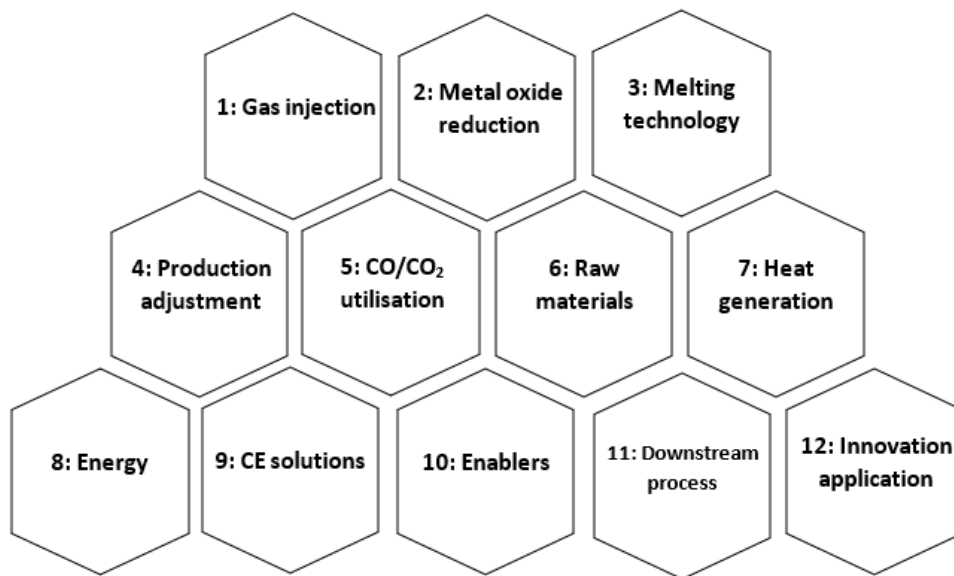 1: Gas injection
2: Metal oxide
reduction
3: Melting
technology
4: Production
adjustment
5: CO/CO₂
utilisation
6: Raw
materials
7: Heat
generation
8: Energy
9: CE solutions
10: Enablers
11: Downstream
process
12: Innovation
application